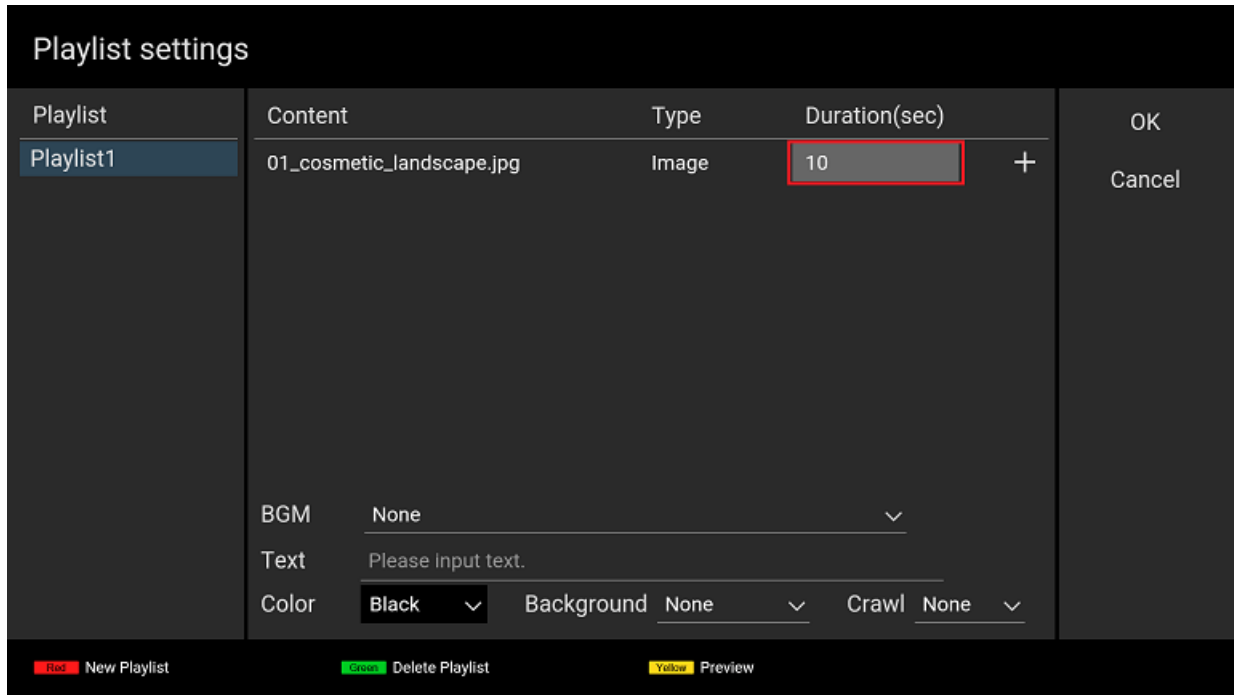 Playlist settings
Playlist
Playlist1
Content Type Duration(sec)
01_cosmetic_landscape.jpg Image 10 +
OK
Cancel
BGM None
Text Please input text.
Color Black Background None Crawl None
Red New Playlist Green Delete Playlist Yellow Preview